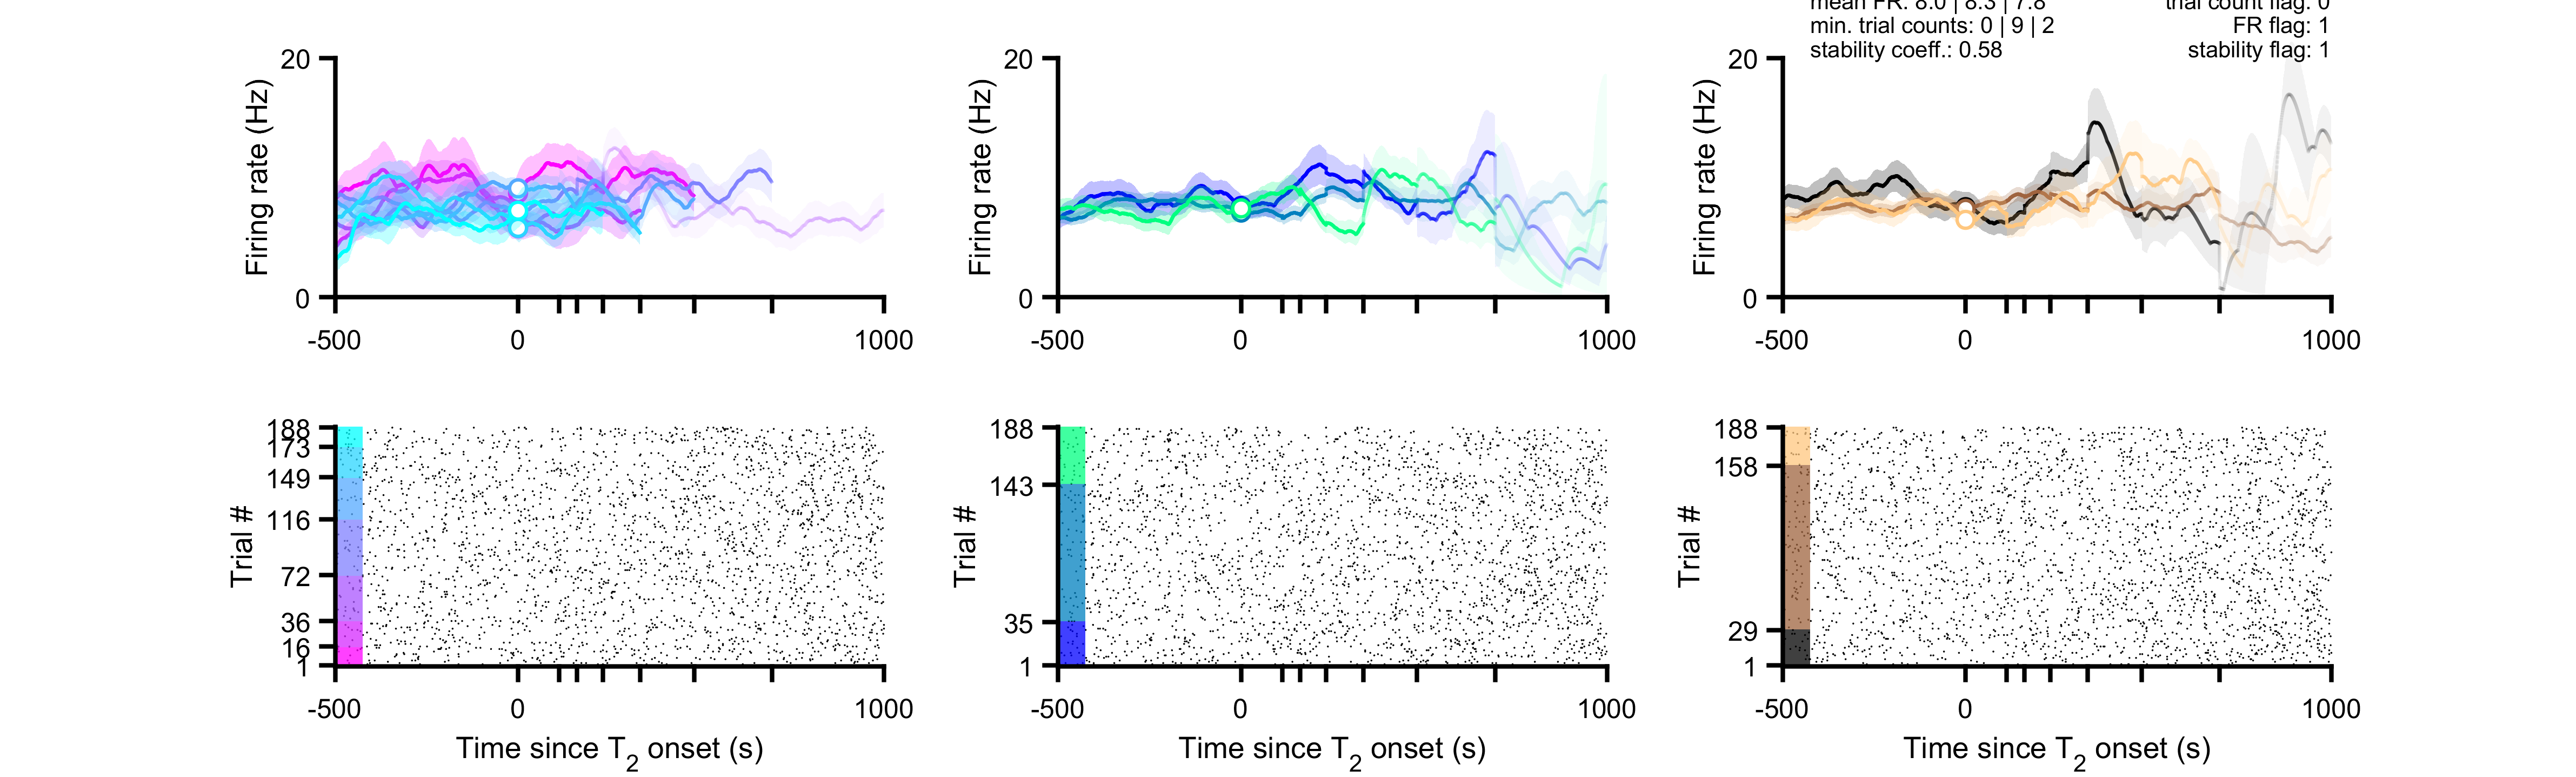 mean FR: 8.0 | 8.3 | 7.8
trial count flag: 0
min. trial counts: 0 | 9 | 2
FR flag: 1
stability coeff.: 0.58
stability flag: 1
20
Firing rate (Hz)
0
-500
0
1000
20
Firing rate (Hz)
0
-500
0
1000
20
Firing rate (Hz)
0
-500
0
1000
188
173
149
116
72
36
16
1
Trial #
-500
0
1000
Time since T2 onset (s)
188
143
35
1
Trial #
-500
0
1000
Time since T2 onset (s)
188
158
29
1
Trial #
-500
0
1000
Time since T2 onset (s)